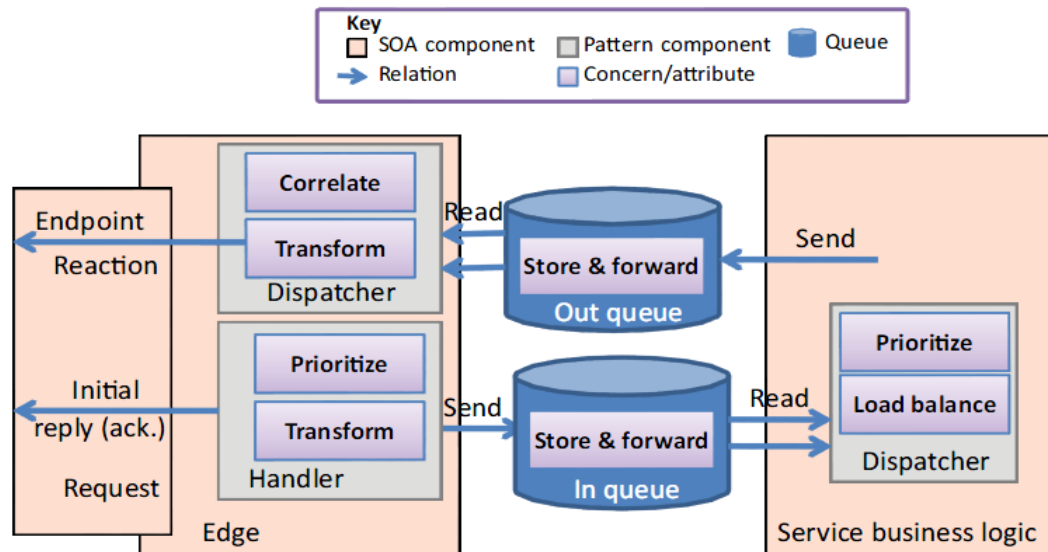 Key
SOA component
Pattern component
Queue
Relation
Concern/attribute
Endpoint
Reaction
Correlate
Transform
Dispatcher
Read
Store & forward
Out queue
Send
Initial
reply (ack.)
Request
Prioritize
Transform
Handler
Edge
Send
Store & forward
In queue
Read
Prioritize
Load balance
Dispatcher
Service business logic